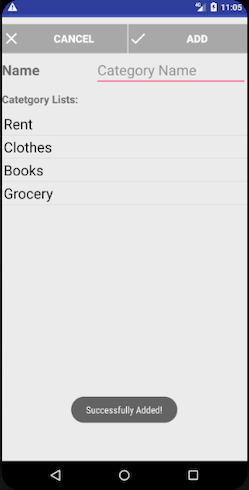 11:05
CANCEL ADD
Name Category Name
Catetgory Lists:
Rent
Clothes
Books
Grocery
Successfully Added!